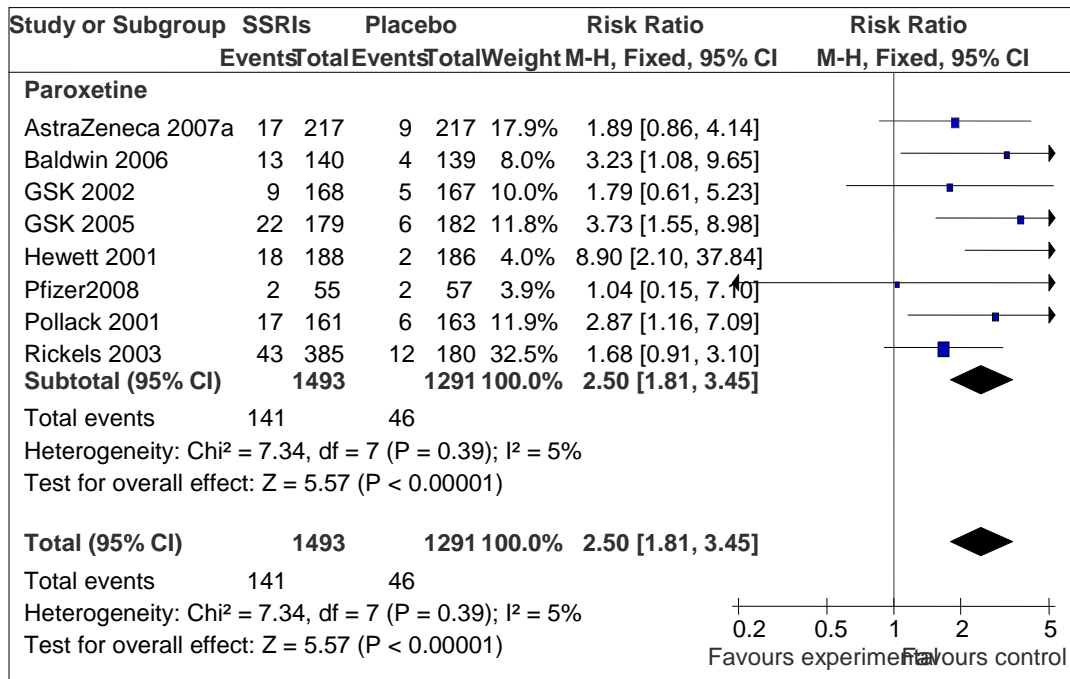 Study or Subgroup SSRIs Placebo Risk Ratio Risk Ratio
Events Total Events Total Weight M-H, Fixed, 95% CI M-H, Fixed, 95% CI
Paroxetine
AstraZeneca 2007a 17 217 9 217 17.9% 1.89 [0.86, 4.14]
Baldwin 2006 13 140 4 139 8.0% 3.23 [1.08, 9.65]
GSK 2002 9 168 5 167 10.0% 1.79 [0.61, 5.23]
GSK 2005 22 179 6 182 11.8% 3.73 [1.55, 8.98]
Hewett 2001 18 188 2 186 4.0% 8.90 [2.10, 37.84]
Pfizer2008 2 55 2 57 3.9% 1.04 [0.15, 7.10]
Pollack 2001 17 161 6 163 11.9% 2.87 [1.16, 7.09]
Rickels 2003 43 385 12 180 32.5% 1.68 [0.91, 3.10]
Subtotal (95% CI) 1493 1291 100.0% 2.50 [1.81, 3.45]
Total events 141 46
Heterogeneity: Chi² = 7.34, df = 7 (P = 0.39); I² = 5%
Test for overall effect: Z = 5.57 (P < 0.00001)
Total (95% CI) 1493 1291 100.0% 2.50 [1.81, 3.45]
Total events 141 46
Heterogeneity: Chi² = 7.34, df = 7 (P = 0.39); I² = 5%
Test for overall effect: Z = 5.57 (P < 0.00001)
0.2 0.5 1 2 5
Favours experimental Favours control